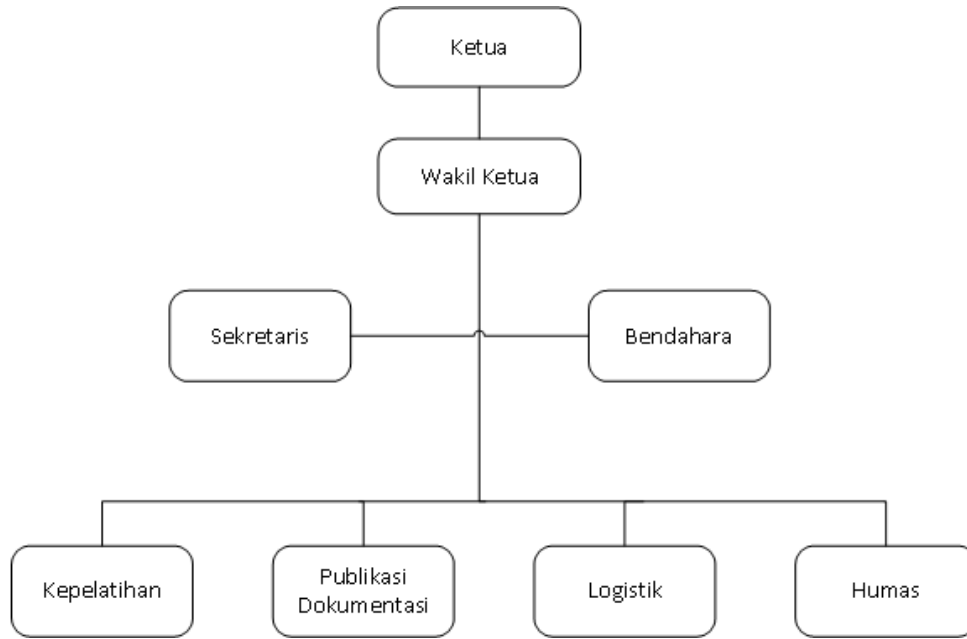 Ketua
Wakil Ketua
Sekretaris
Bendahara
Kepelatihan
Publikasi
Dokumentasi
Logistik
Humas